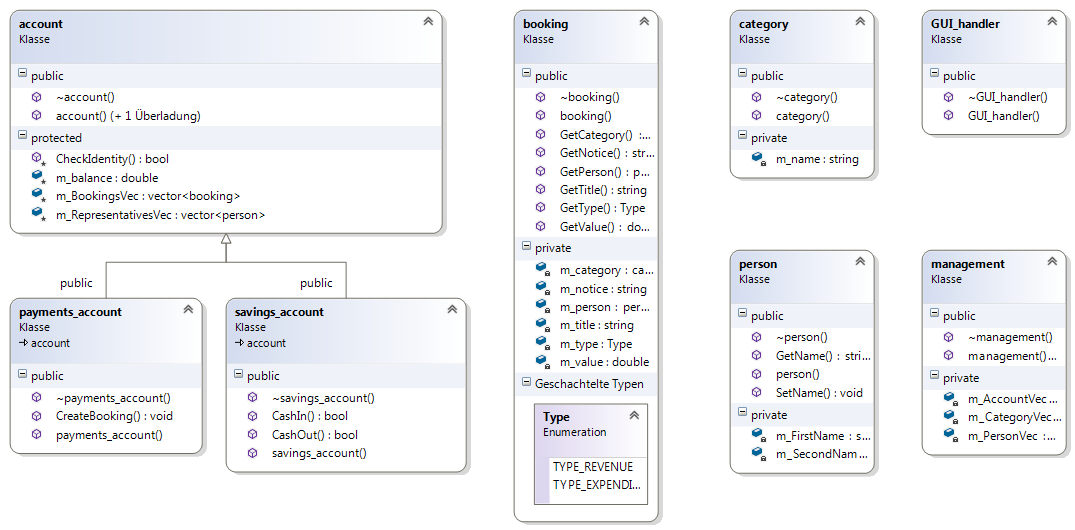 account
Klasse
public
~account()
account() (+ 1 Überladung)
protected
CheckIdentity() : bool
m_balance : double
m_BookingsVec : vector<booking>
m_RepresentativesVec : vector<person>
public
public
payments_account
Klasse
account
public
~payments_account()
CreateBooking() : void
payments_account()
savings_account
Klasse
account
public
~savings_account()
CashIn() : bool
CashOut() : bool
savings_account()
booking
Klasse
public
~booking()
booking()
GetCategory() :...
GetNotice() : str...
GetPerson() : p...
GetTitle() : string
GetType() : Type
GetValue() : do...
private
m_category : ca...
m_notice : string
m_person : per...
m_title : string
m_type : Type
m_value : double
Geschachtelte Typen
Type
Enumeration
TYPE_REVENUE
TYPE_EXPENDI...
category
Klasse
public
~category()
category()
private
m_name : string
GUI_handler
Klasse
public
~GUI_handler()
GUI_handler()
person
Klasse
public
~person()
GetName() : stri...
person()
SetName() : void
private
m_FirstName : s...
m_SecondNam...
management
Klasse
public
~management()
management()...
private
m_AccountVec ...
m_CategoryVec...
m_PersonVec :...